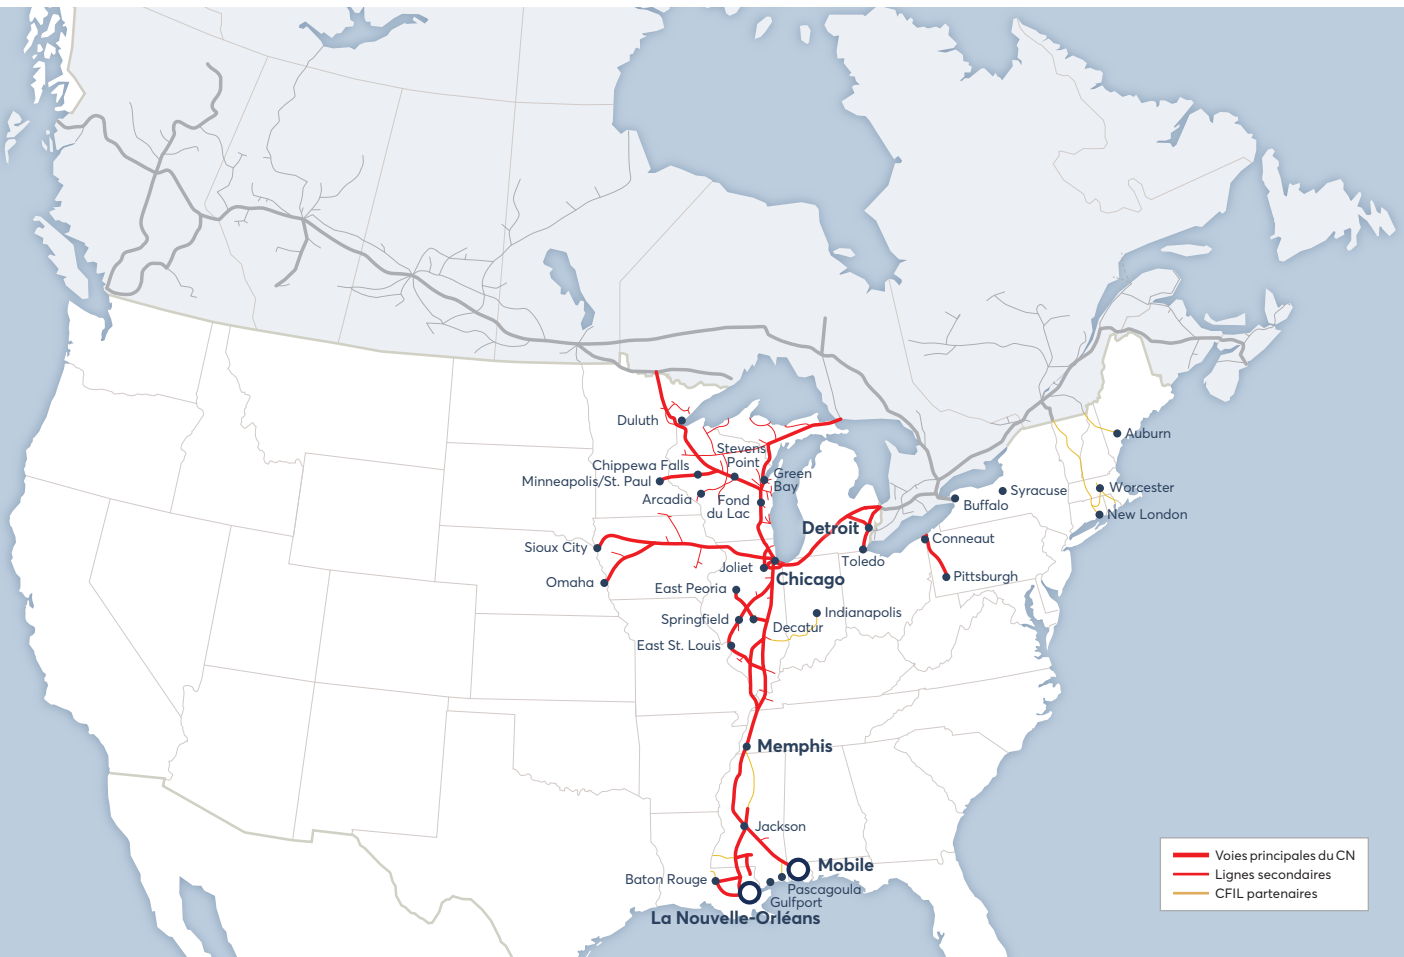 Duluth
Stevens
Point
Chippewa Falls
Green
Bay
Minneapolis/St. Paul
Arcadia
Fond
du Lac
Auburn
Syracuse
Worcester
Buffalo
New London
Detroit
Conneaut
Sioux City
Toledo
Joliet
Chicago
Pittsburgh
Omaha
East Peoria
Indianapolis
Springfield
Decatur
East St. Louis
Memphis
Jackson
Mobile
Baton Rouge
Pascagoula
Gulfport
La Nouvelle-Orléans
Voies principales du CN
Lignes secondaires
CFIL partenaires